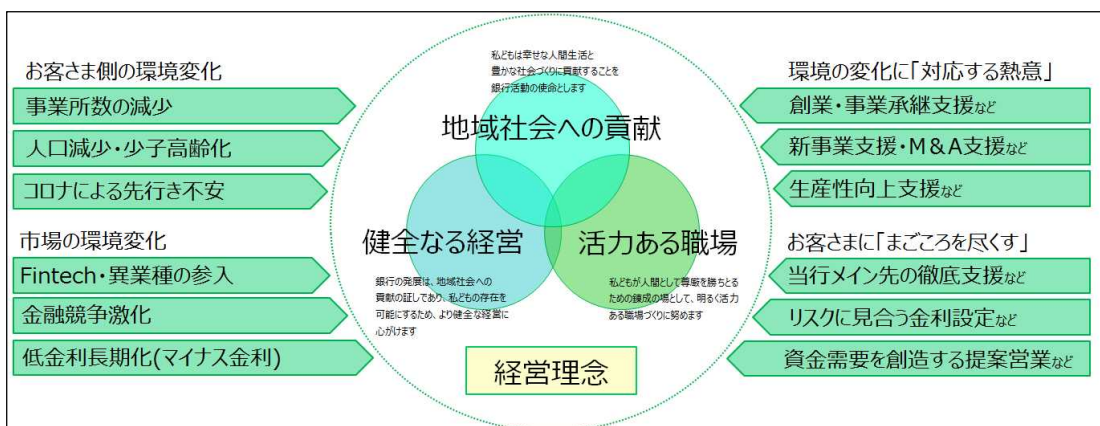 お客さま側の環境変化
事業所数の減少
人口減少・少子高齢化
コロナによる先行き不安
市場の環境変化
Fintech・異業種の参入
金融競争激化
低金利長期化(マイナス金利)
私どもは幸せな人間生活と
豊かな社会づくりに貢献することを
銀行活動の使命とします
地域社会への貢献
健全なる経営
銀行の発展は、地域社会への
貢献の証しであり、私どもの存在を
可能にするため、より健全な経営に
心がけます
活力ある職場
私どもが人間として尊厳を勝ちとる
ための錬成の場として、明るく活力
ある職場づくりに努めます
経営理念
環境の変化に「対応する熱意」
創業・事業承継支援など
新事業支援・M&A支援など
生産性向上支援など
お客さまに「まごころを尽くす」
当行メイン先の徹底支援など
リスクに見合う金利設定など
資金需要を創造する提案営業など